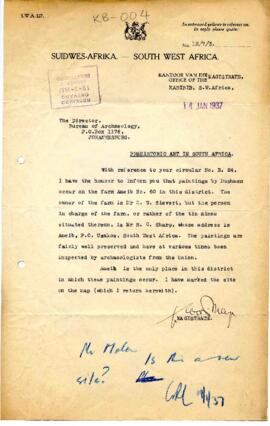 S.W.A. 127.
KB-004
In antwoord gelieve te refereer na:
In reply please quote:
No. 12/7/3.
SUIDWES-AFRIKA. — SOUTH WEST AFRICA.
KANTOOR VAN DIE MAGISTRATE,
OFFICE OF THE
KARIBIB, S.W.Africa.
14 JAN 1937
The Director,
Bureau of Archaeology,
P.O.Box 1176.
JOHANNESBURG.
PREHISTORIC ART IN SOUTH AFRICA.
With reference to your circular No. B. 24.
I have the honour to inform you that paintings by Bushmen
occur on the farm Ameib No. 60 in this district. The
owner of the farm is Mr E. W. Sievert, but the person
in charge of the farm, or rather of the tin mines
situated thereon is Mr R. C. Sharp, whose address is
Ameib, P.O. Usakos. South West Africa. The paintings are
fairly well preserved and have at various times been
inspected by archaeologists from the Union.
Ameib is the only place in this district in
which these paintings occur. I have marked the site
on the map (which I return herewith).
MAGISTRATE.
Mr Malan Is this a new
site?